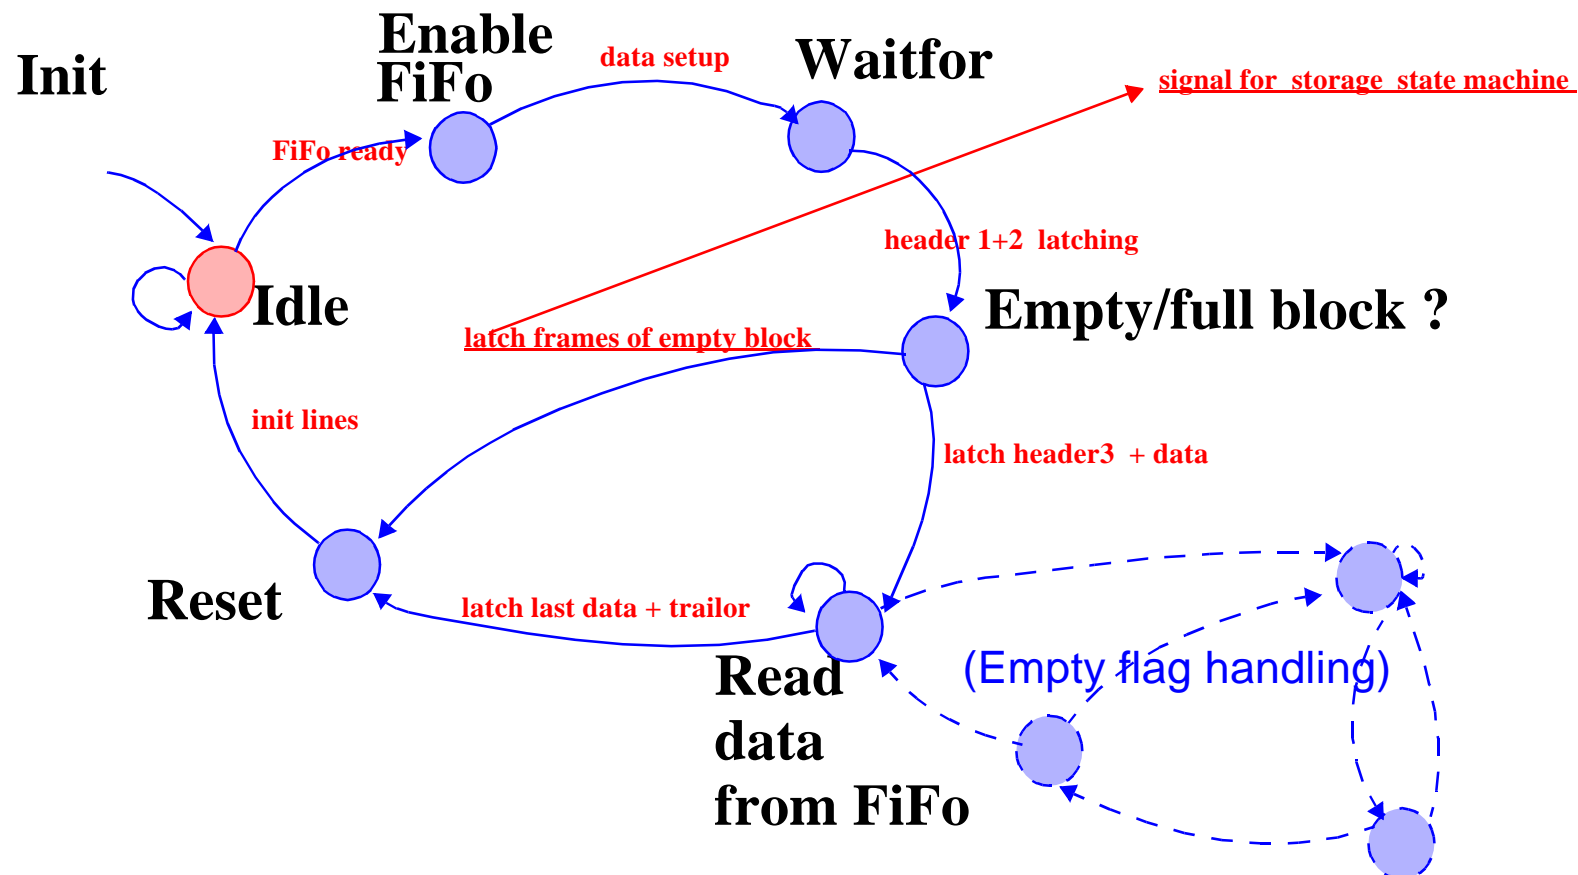 Enable
FiFo
Init
data setup
Waitfor
signal for storage state machine
FiFo ready
header 1+2 latching
Idle
Empty/full block ?
latch frames of empty block
init lines
latch header3 + data
Reset
latch last data + trailor
(Empty flag handling)
Read
data
from FiFo